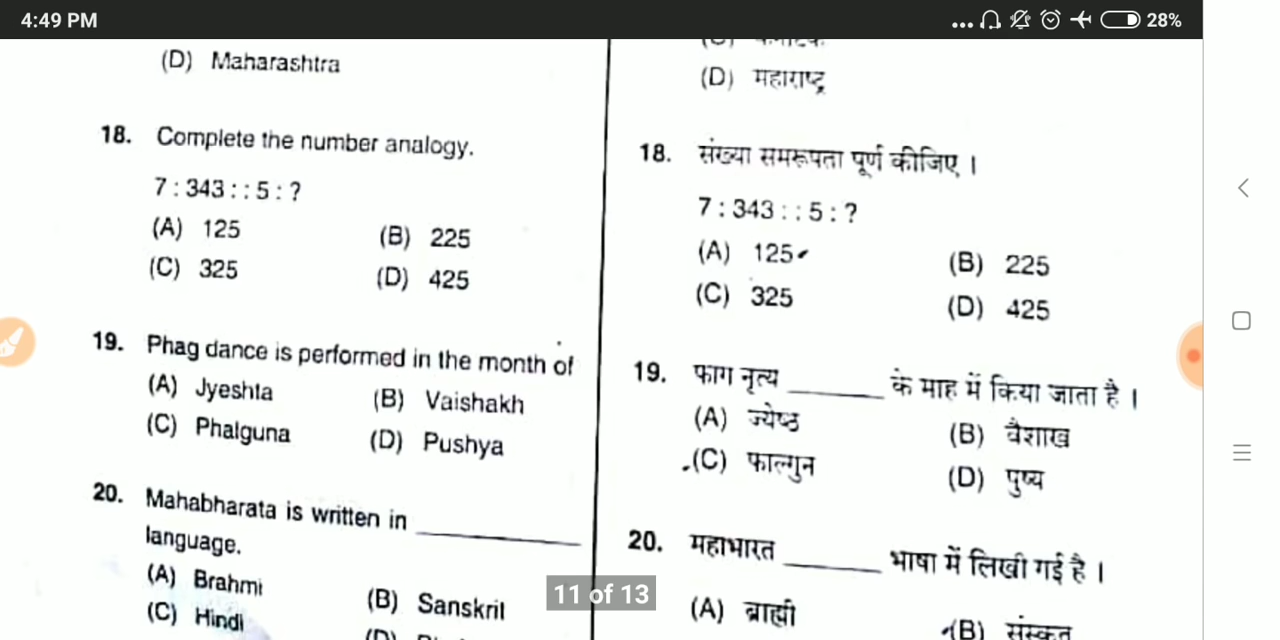 4:49 PM
28%
(D) Maharashtra
18. Complete the number analogy.
7 : 343 : : 5 : ?
(A) 125 (B) 225
(C) 325 (D) 425
19. Phag dance is performed in the month of
(A) Jyeshta (B) Vaishakh
(C) Phalguna (D) Pushya
20. Mahabharata is written in ______
language.
(A) Brahmi (B) Sanskrit
(C) Hindi (D)
(D) महाराष्ट्र
18. संख्या समरूपता पूर्ण कीजिए ।
7 : 343 : : 5 : ?
(A) 125 (B) 225
(C) 325 (D) 425
19. फाग नृत्य ______ के माह में किया जाता है ।
(A) ज्येष्ठ (B) वैशाख
(C) फाल्गुन (D) पुष्य
20. महाभारत ______ भाषा में लिखी गई है ।
(A) ब्राह्मी (B) संस्कृत
11 of 13